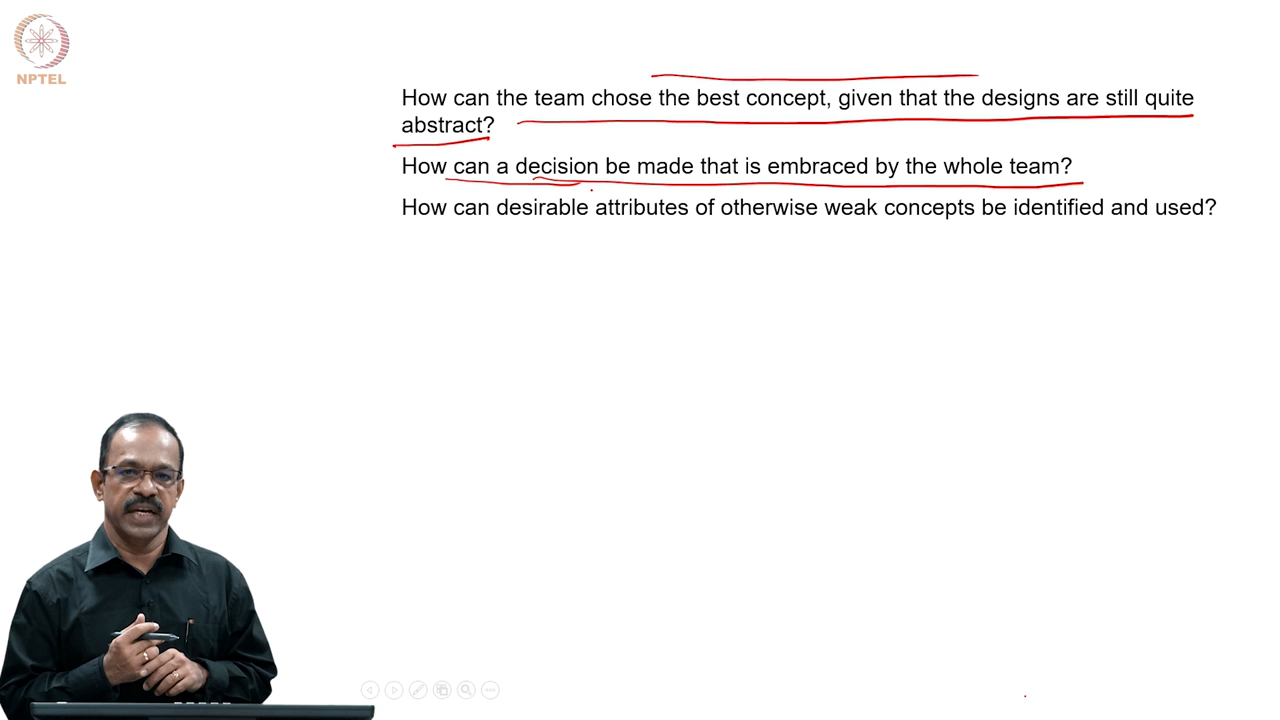 NPTEL
How can the team chose the best concept, given that the designs are still quite
abstract?
How can a decision be made that is embraced by the whole team?
How can desirable attributes of otherwise weak concepts be identified and used?